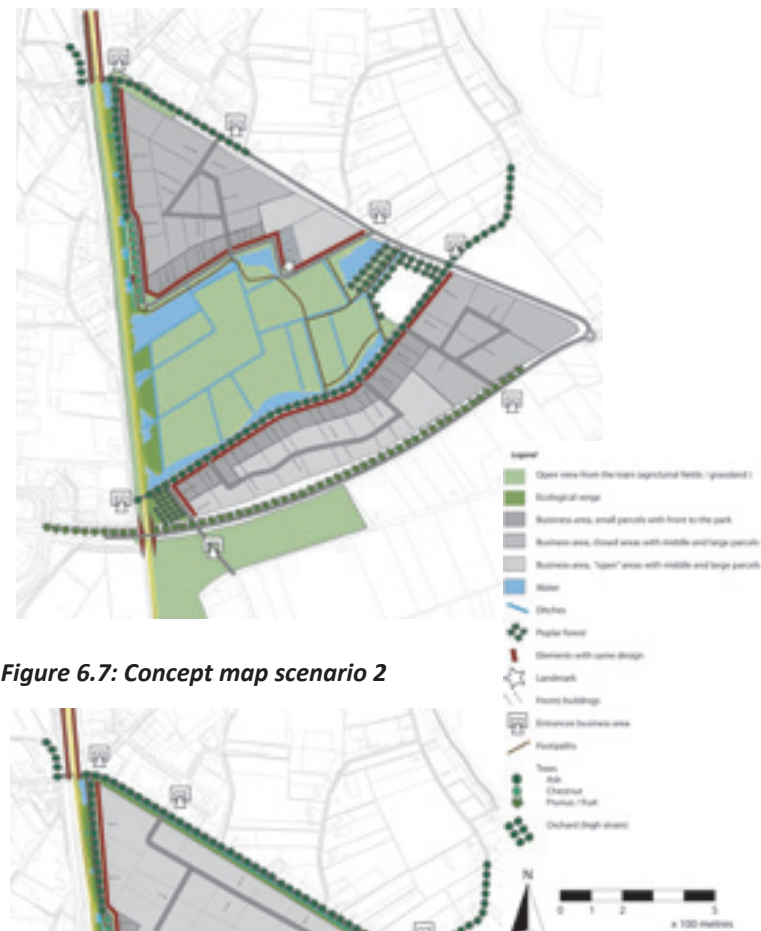 Figure 6.7: Concept map scenario 2
Legend
Open view from the train (agricultural fields / grassland)
Ecological verge
Business area, small parcels with front to the park
Business area, closed areas with middle and large parcels
Business area, "open" areas with middle and large parcels
Water
Ditches
Poplar forest
Elements with same design
Landmark
Fronts buildings
Entrances business area
Footpaths
Trees
Ash
Chestnut
Prunus / fruit
Orchard (high strain)
N
0 1 2 5
x 100 metres